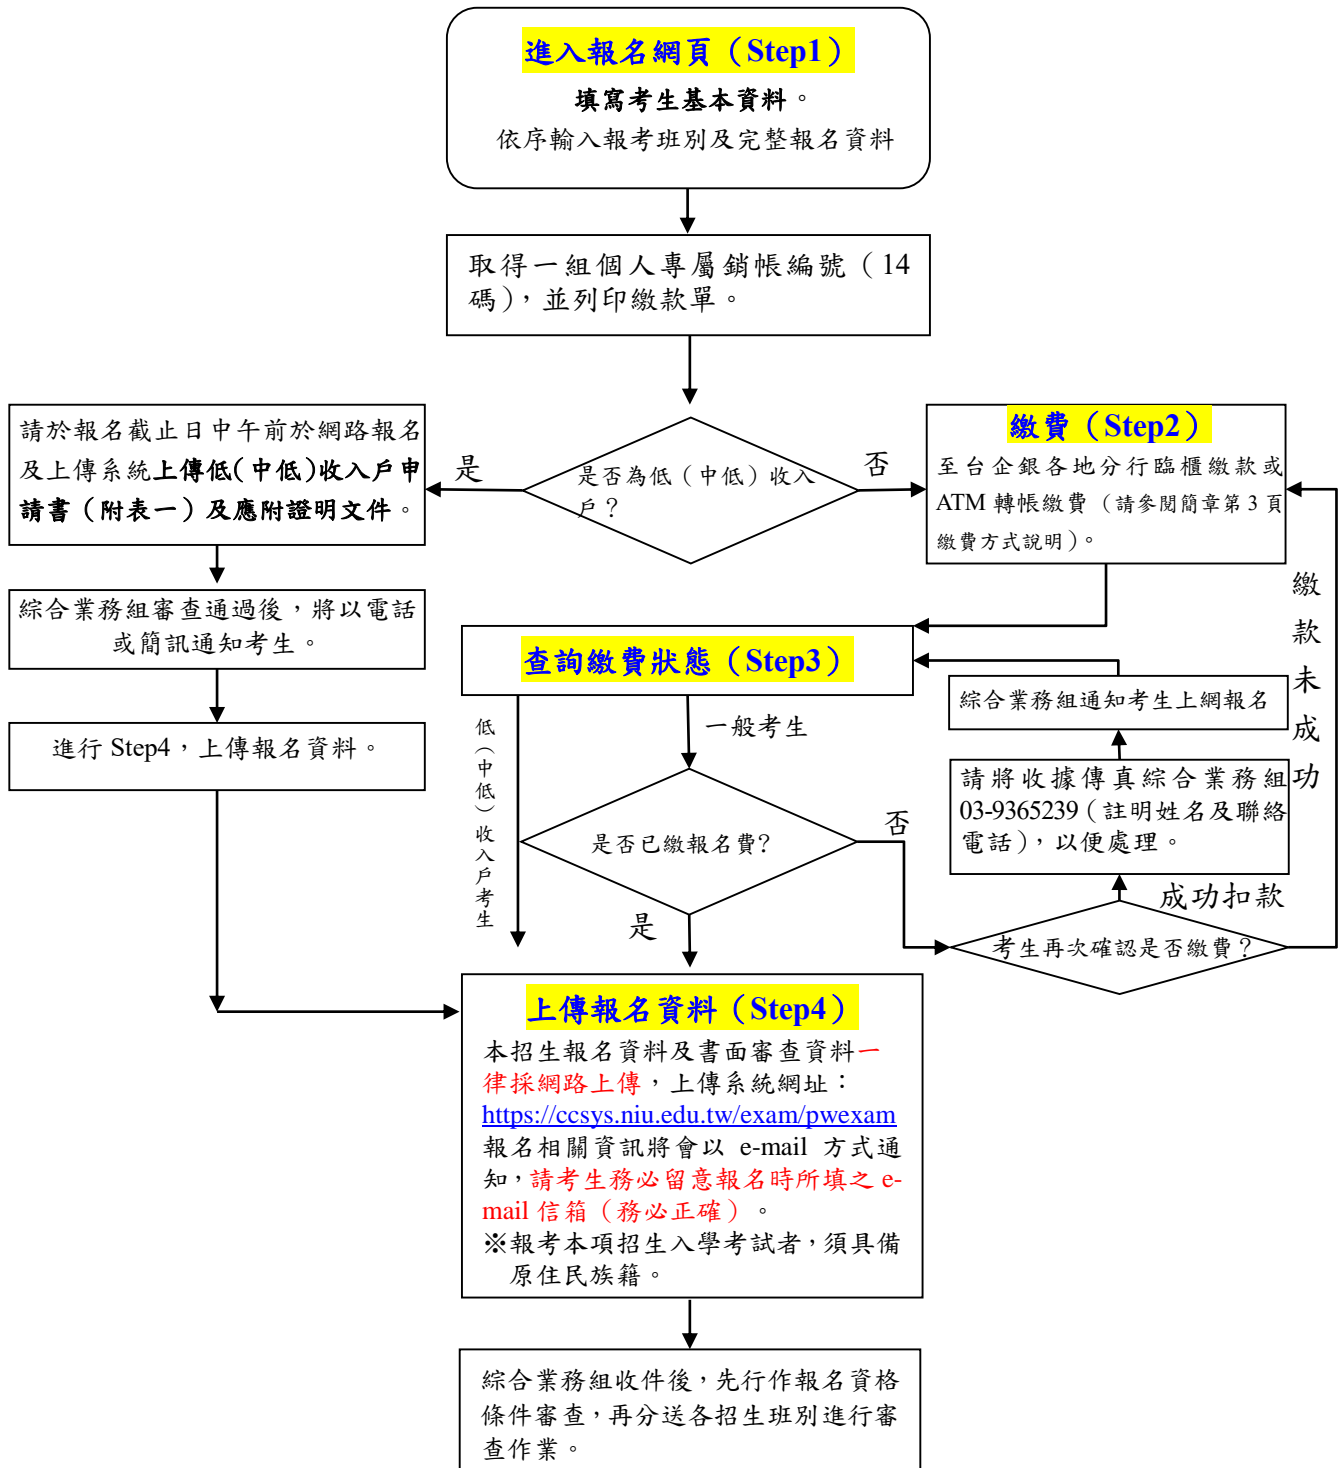 進入報名網頁（Step1）
填寫考生基本資料。
依序輸入報考班別及完整報名資料
取得一組個人專屬銷帳編號（14
碼），並列印繳款單。
是否為低（中低）收入
戶？
是
否
請於報名截止日中午前於網路報名
及上傳系統上傳低(中低)收入戶申
請書（附表一）及應附證明文件。
綜合業務組審查通過後，將以電話
或簡訊通知考生。
進行 Step4，上傳報名資料。
繳費（Step2）
至台企銀各地分行臨櫃繳款或
ATM 轉帳繳費（請參閱簡章第 3 頁
繳費方式說明）。
查詢繳費狀態（Step3）
低（中低）收入戶考生
一般考生
是否已繳報名費?
是
否
考生再次確認是否繳費？
成功扣款
請將收據傳真綜合業務組
03-9365239（註明姓名及聯絡
電話），以便處理。
綜合業務組通知考生上網報名
繳款未成功
上傳報名資料（Step4）
本招生報名資料及書面審查資料一
律採網路上傳，上傳系統網址：
https://ccsys.niu.edu.tw/exam/pwexam
報名相關資訊將會以 e-mail 方式通
知，請考生務必留意報名時所填之 e-
mail 信箱（務必正確）。
※報考本項招生入學考試者，須具備
原住民族籍。
綜合業務組收件後，先行作報名資格
條件審查，再分送各招生班別進行審
查作業。